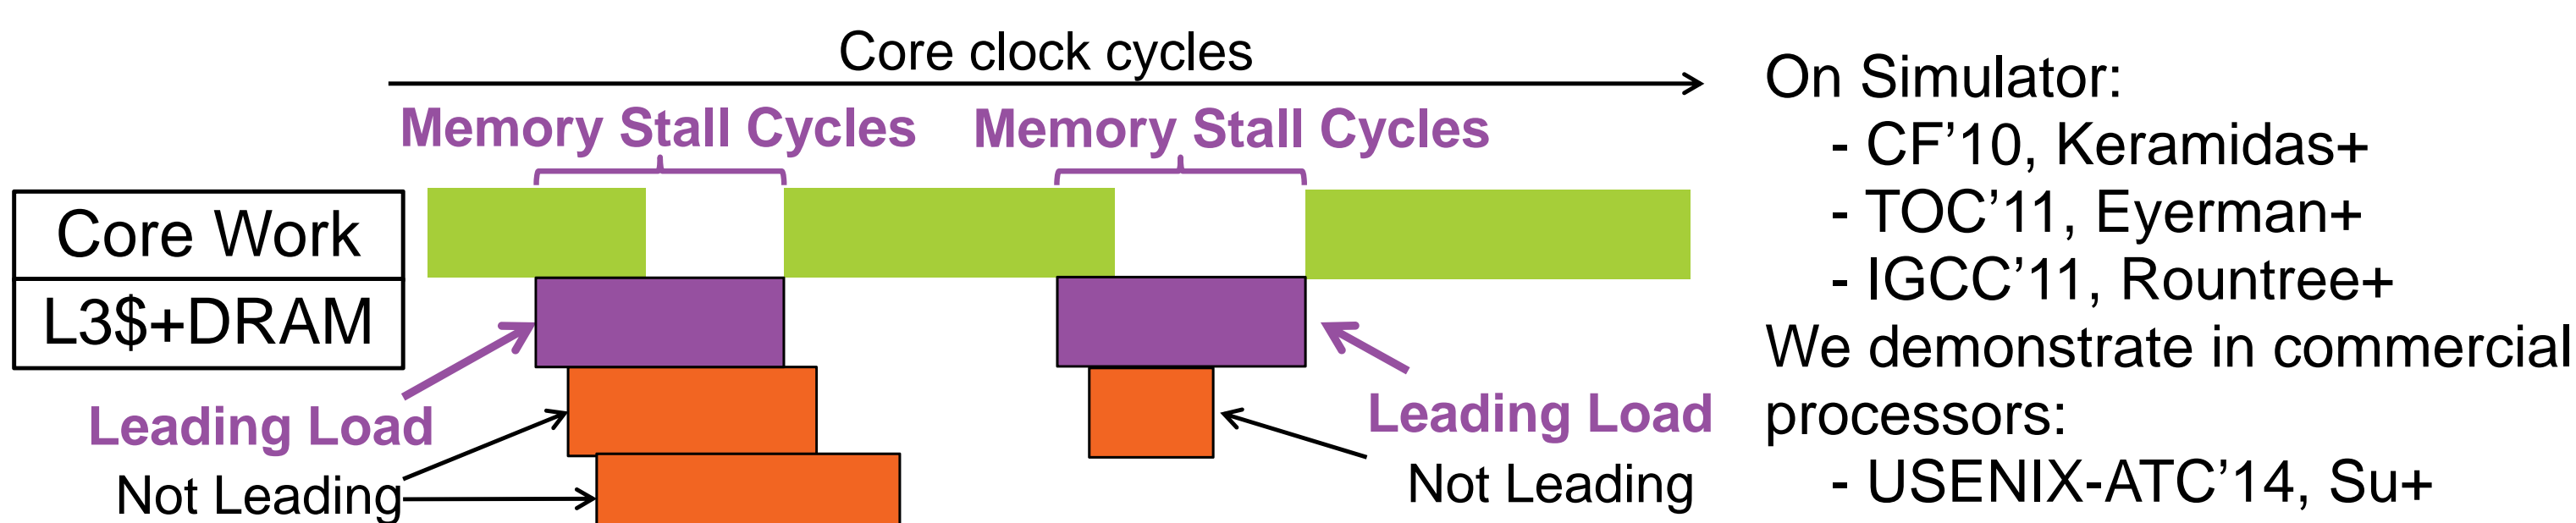 Core clock cycles
Memory Stall Cycles
Memory Stall Cycles
Core Work
L3$+DRAM
Leading Load
Not Leading
Leading Load
Not Leading
On Simulator:
- CF’10, Keramidas+
- TOC’11, Eyerman+
- IGCC’11, Rountree+
We demonstrate in commercial
processors:
- USENIX-ATC’14, Su+